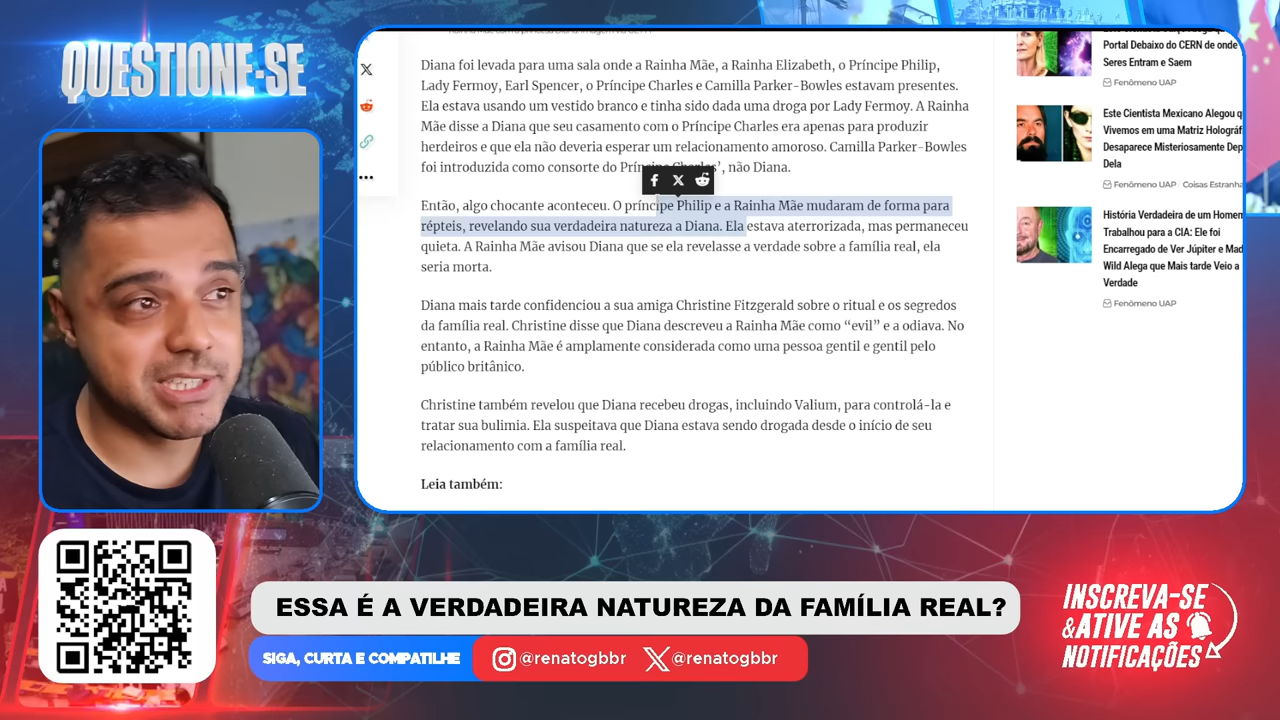 QUESTIONE-SE
Diana foi levada para uma sala onde a Rainha Mãe, a Rainha Elizabeth, o Príncipe Philip,
Lady Fermoy, Earl Spencer, o Príncipe Charles e Camilla Parker-Bowles estavam presentes.
Ela estava usando um vestido branco e tinha sido dada uma droga por Lady Fermoy. A Rainha
Mãe disse a Diana que seu casamento com o Príncipe Charles era apenas para produzir
herdeiros e que ela não deveria esperar um relacionamento amoroso. Camilla Parker-Bowles
foi introduzida como consorte do Príncipe Charles’, não Diana.
Então, algo chocante aconteceu. O príncipe Philip e a Rainha Mãe mudaram de forma para
répteis, revelando sua verdadeira natureza a Diana. Ela estava aterrorizada, mas permaneceu
quieta. A Rainha Mãe avisou Diana que se ela revelasse a verdade sobre a família real, ela
seria morta.
Diana mais tarde confidenciou a sua amiga Christine Fitzgerald sobre o ritual e os segredos
da família real. Christine disse que Diana descreveu a Rainha Mãe como “evil” e a odiava. No
entanto, a Rainha Mãe é amplamente considerada como uma pessoa gentil e gentil pelo
público britânico.
Christine também revelou que Diana recebeu drogas, incluindo Valium, para controlá-la e
tratar sua bulimia. Ela suspeitava que Diana estava sendo drogada desde o início de seu
relacionamento com a família real.
Leia também:
Portal Debaixo do CERN de onde
Seres Entram e Saem
Fenômeno UAP
Este Cientista Mexicano Alegou q
Vivemos em uma Matriz Holográf
Desaparece Misteriosamente Dep
Dela
Fenômeno UAP / Coisas Estranha
História Verdadeira de um Homem
Trabalhou para a CIA: Ele foi
Encarregado de Ver Júpiter e Mad
Wild Alega que Mais tarde Veio a
Verdade
Fenômeno UAP
ESSA É A VERDADEIRA NATUREZA DA FAMÍLIA REAL?
SIGA, CURTA E COMPATILHE
@renatogbbr
@renatogbbr
INSCREVA-SE
&ATIVE AS
NOTIFICAÇÕES